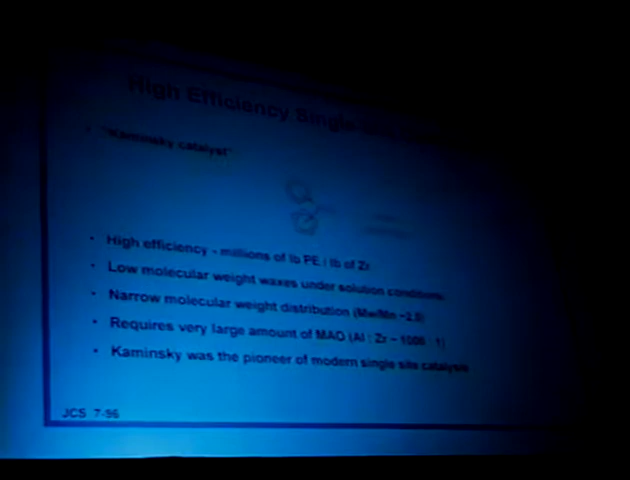 High Efficiency Single
• "Kaminsky catalyst"
• High efficiency - millions of lb PE / lb of Zr
• Low molecular weight waxes under solution conditions
• Narrow molecular weight distribution (Mw/Mn ~2.0)
• Requires very large amount of MAO (Al : Zr ~ 1000 : 1)
• Kaminsky was the pioneer of modern single site catalysis
JCS 7-96